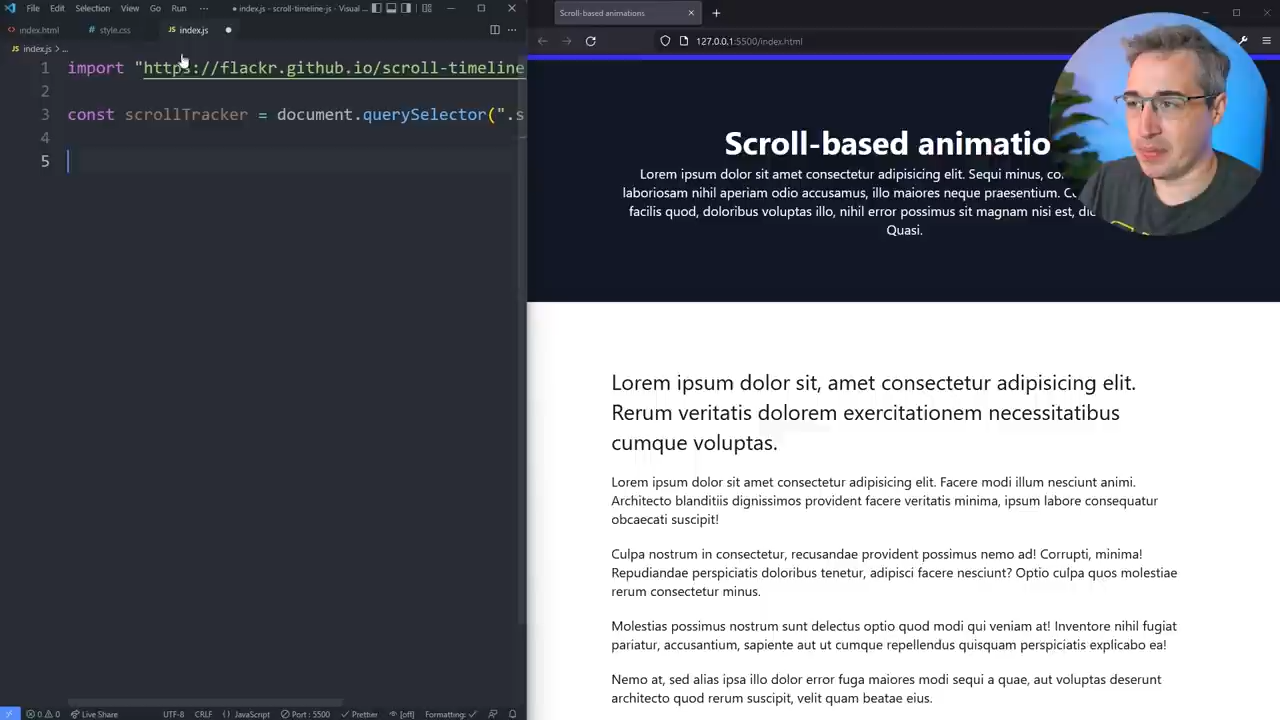 File Edit Selection View Go Run ··· ● index.js - scroll-timeline-js - Visual ...
index.html
style.css
JS index.js
JS index.js > ...
1 import "https://flackr.github.io/scroll-timeline
2
3 const scrollTracker = document.querySelector(".s
4
5
0 0 Live Share UTF-8 CRLF JavaScript Port : 5500 Prettier [off] Formatting:
Scroll-based animations
127.0.0.1:5500/index.html
Scroll-based animatio
Lorem ipsum dolor sit amet consectetur adipisicing elit. Sequi minus, co
laboriosam nihil aperiam odio accusamus, illo maiores neque praesentium. C
facilis quod, doloribus voluptas illo, nihil error possimus sit magnam nisi est, di
Quasi.
Lorem ipsum dolor sit, amet consectetur adipisicing elit.
Rerum veritatis dolorem exercitationem necessitatibus
cumque voluptas.
Lorem ipsum dolor sit amet consectetur adipisicing elit. Facere modi illum nesciunt animi.
Architecto blanditiis dignissimos provident facere veritatis minima, ipsum labore consequatur
obcaecati suscipit!
Culpa nostrum in consectetur, recusandae provident possimus nemo ad! Corrupti, minima!
Repudiandae perspiciatis doloribus tenetur, adipisci facere nesciunt? Optio culpa quos molestiae
rerum consectetur minus.
Molestias possimus nostrum sunt delectus optio quod modi qui veniam at! Inventore nihil fugiat
pariatur, accusantium, sapiente aut ut cumque repellendus quisquam perspiciatis explicabo ea!
Nemo at, sed alias ipsa illo dolor error fuga maiores modi sequi a quae, aut voluptas deserunt
architecto quod rerum suscipit, velit quam beatae eius.